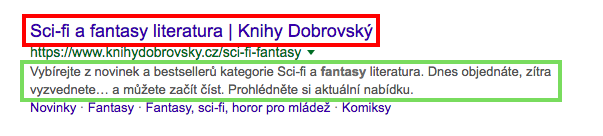 Sci-fi a fantasy literatura | Knihy Dobrovský
https://www.knihydobrovsky.cz/sci-fi-fantasy
Vybírejte z novinek a bestsellerů kategorie Sci-fi a fantasy literatura. Dnes objednáte, zítra
vyzvednete… a můžete začít číst. Prohlédněte si aktuální nabídku.
Novinky · Fantasy · Fantasy, sci-fi, horor pro mládež · Komiksy